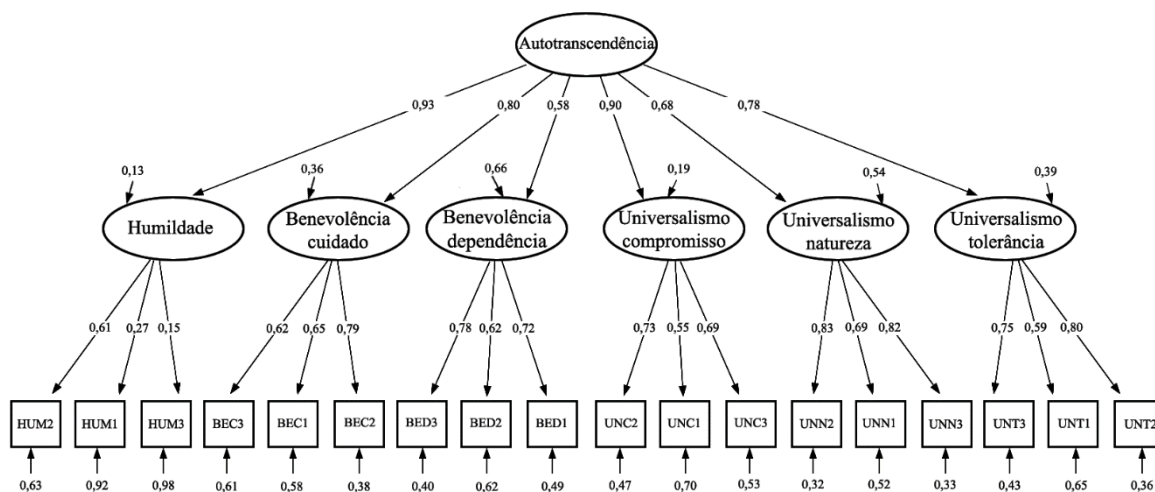 Autotranscendência
0,93 0,80 0,58 0,90 0,68 0,78
0,13 0,36 0,66 0,19 0,54 0,39
Humildade
Benevolência
cuidado
Benevolência
dependência
Universalismo
compromisso
Universalismo
natureza
Universalismo
tolerância
0,61 0,27 0,15 0,62 0,65 0,79 0,78 0,62 0,72 0,73 0,55 0,69 0,83 0,69 0,82 0,75 0,59 0,80
HUM2 HUM1 HUM3 BEC3 BEC1 BEC2 BED3 BED2 BED1 UNC2 UNC1 UNC3 UNN2 UNN1 UNN3 UNT3 UNT1 UNT2
0,63 0,92 0,98 0,61 0,58 0,38 0,40 0,62 0,49 0,47 0,70 0,53 0,32 0,52 0,33 0,43 0,65 0,36